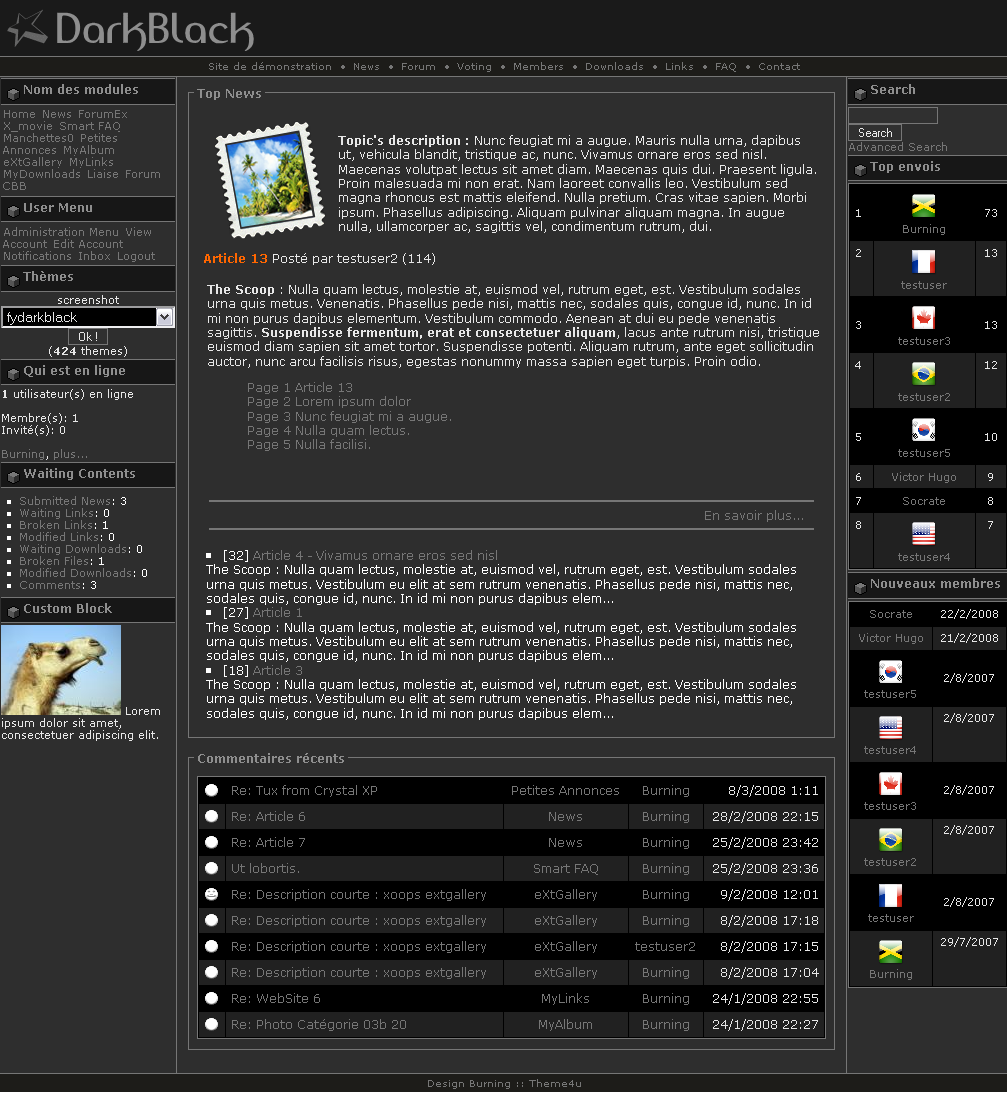 DarkBlack
Site de démonstration • News • Forum • Voting • Members • Downloads • Links • FAQ • Contact
Nom des modules
Home News ForumEx
X_movie Smart FAQ
Manchettes0 Petites
Annonces MyAlbum
eXtGallery MyLinks
MyDownloads Liaise Forum
CBB
User Menu
Administration Menu View
Account Edit Account
Notifications Inbox Logout
Thèmes
screenshot
fydarkblack
Ok !
(424 themes)
Qui est en ligne
1 utilisateur(s) en ligne
Membre(s): 1
Invité(s): 0
Burning, plus...
Waiting Contents
Submitted News: 3
Waiting Links: 0
Broken Links: 1
Modified Links: 0
Waiting Downloads: 0
Broken Files: 1
Modified Downloads: 0
Comments: 3
Custom Block
Lorem
ipsum dolor sit amet,
consectetuer adipiscing elit.
Top News
Topic's description : Nunc feugiat mi a augue. Mauris nulla urna, dapibus
ut, vehicula blandit, tristique ac, nunc. Vivamus ornare eros sed nisl.
Maecenas volutpat lectus sit amet diam. Maecenas quis dui. Praesent ligula.
Proin malesuada mi non erat. Nam laoreet convallis leo. Vestibulum sed
magna rhoncus est mattis eleifend. Nulla pretium. Cras vitae sapien. Morbi
ipsum. Phasellus adipiscing. Aliquam pulvinar aliquam magna. In augue
nulla, ullamcorper ac, sagittis vel, condimentum rutrum, dui.
Article 13 Posté par testuser2 (114)
The Scoop : Nulla quam lectus, molestie at, euismod vel, rutrum eget, est. Vestibulum sodales
urna quis metus. Venenatis. Phasellus pede nisi, mattis nec, sodales quis, congue id, nunc. In id
mi non purus dapibus elementum. Vestibulum commodo. Aenean at dui eu pede venenatis
sagittis. Suspendisse fermentum, erat et consectetuer aliquam, lacus ante rutrum nisi, tristique
euismod diam sapien sit amet tortor. Suspendisse potenti. Aliquam rutrum, ante eget sollicitudin
auctor, nunc arcu facilisis risus, egestas nonummy massa sapien eget turpis. Proin odio.
Page 1 Article 13
Page 2 Lorem ipsum dolor
Page 3 Nunc feugiat mi a augue.
Page 4 Nulla quam lectus.
Page 5 Nulla facilisi.
En savoir plus...
[32] Article 4 - Vivamus ornare eros sed nisl
The Scoop : Nulla quam lectus, molestie at, euismod vel, rutrum eget, est. Vestibulum sodales
urna quis metus. Vestibulum eu elit at sem rutrum venenatis. Phasellus pede nisi, mattis nec,
sodales quis, congue id, nunc. In id mi non purus dapibus elem...
[27] Article 1
The Scoop : Nulla quam lectus, molestie at, euismod vel, rutrum eget, est. Vestibulum sodales
urna quis metus. Vestibulum eu elit at sem rutrum venenatis. Phasellus pede nisi, mattis nec,
sodales quis, congue id, nunc. In id mi non purus dapibus elem...
[18] Article 3
The Scoop : Nulla quam lectus, molestie at, euismod vel, rutrum eget, est. Vestibulum sodales
urna quis metus. Vestibulum eu elit at sem rutrum venenatis. Phasellus pede nisi, mattis nec,
sodales quis, congue id, nunc. In id mi non purus dapibus elem...
Commentaires récents
Re: Tux from Crystal XP Petites Annonces Burning 8/3/2008 1:11
Re: Article 6 News Burning 28/2/2008 22:15
Re: Article 7 News Burning 25/2/2008 23:42
Ut lobortis. Smart FAQ Burning 25/2/2008 23:36
Re: Description courte : xoops extgallery eXtGallery Burning 9/2/2008 12:01
Re: Description courte : xoops extgallery eXtGallery Burning 8/2/2008 17:18
Re: Description courte : xoops extgallery eXtGallery testuser2 8/2/2008 17:15
Re: Description courte : xoops extgallery eXtGallery Burning 8/2/2008 17:04
Re: WebSite 6 MyLinks Burning 24/1/2008 22:55
Re: Photo Catégorie 03b 20 MyAlbum Burning 24/1/2008 22:27
Search
Search
Advanced Search
Top envois
1 Burning 73
2 testuser 13
3 testuser3 13
4 testuser2 12
5 testuser5 10
6 Victor Hugo 9
7 Socrate 8
8 testuser4 7
Nouveaux membres
Socrate 22/2/2008
Victor Hugo 21/2/2008
testuser5 2/8/2007
testuser4 2/8/2007
testuser3 2/8/2007
testuser2 2/8/2007
testuser 2/8/2007
Burning 29/7/2007
Design Burning :: Theme4u